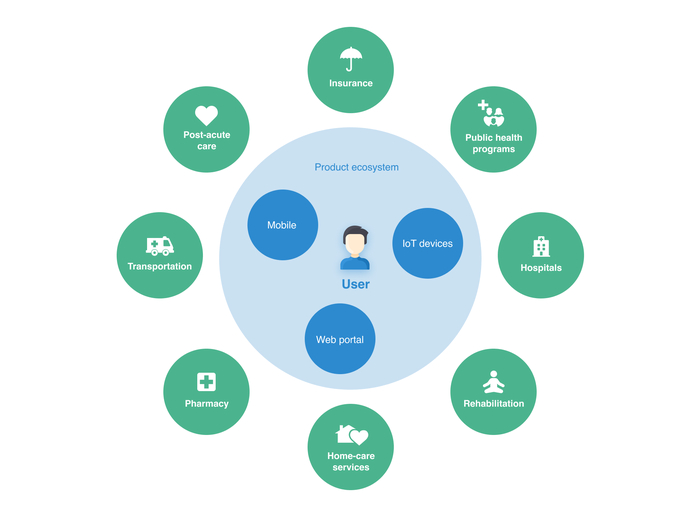 Insurance
Post-acute
care
Public health
programs
Product ecosystem
Mobile
IoT devices
Transportation
Hospitals
User
Web portal
Pharmacy
Rehabilitation
Home-care
services